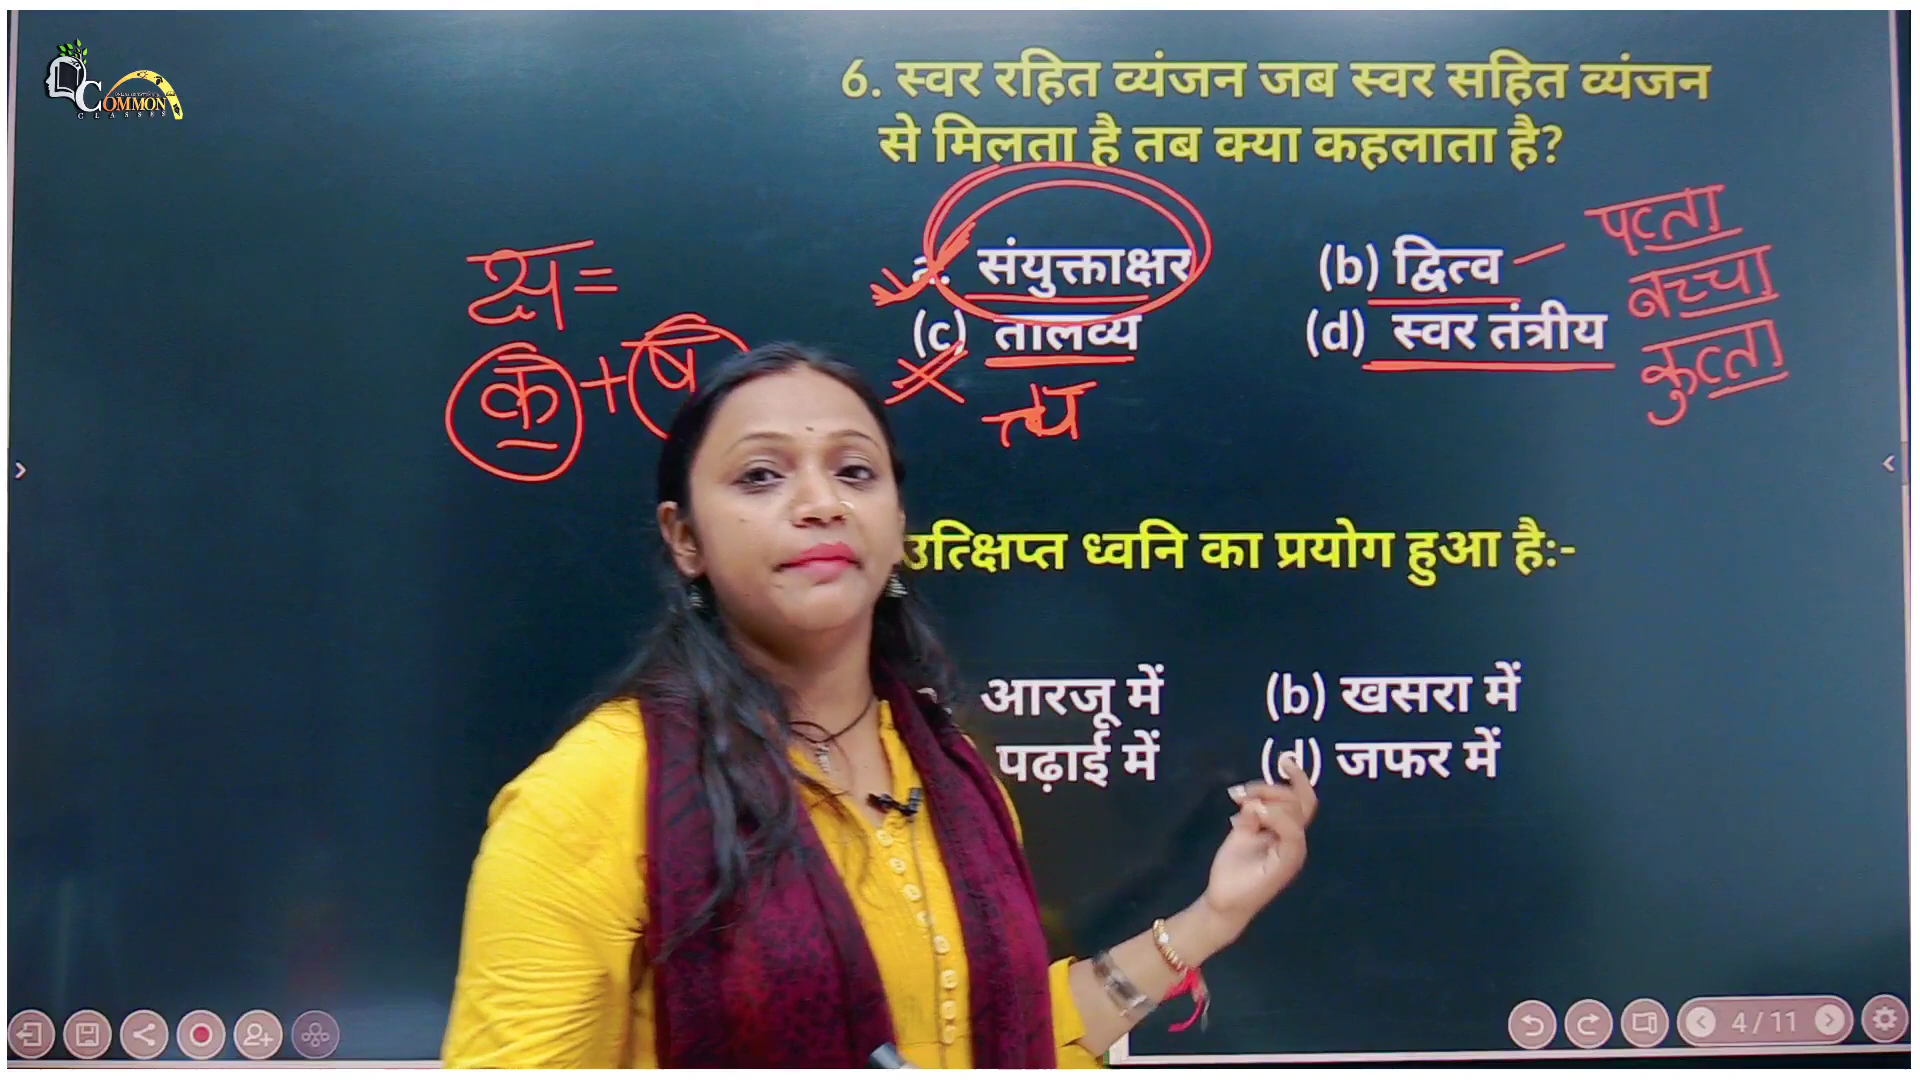 COMMON
CLASSES
6. स्वर रहित व्यंजन जब स्वर सहित व्यंजन
से मिलता है तब क्या कहलाता है?
a. संयुक्ताक्षर (b) द्वित्व – पत्ता
बच्चा
(c) तालव्य (d) स्वर तंत्रीय
कुत्ता
क्ष =
क् + ष
उत्क्षिप्त ध्वनि का प्रयोग हुआ है:-
आरजू में (b) खसरा में
पढ़ाई में (d) जफर में
4 / 11